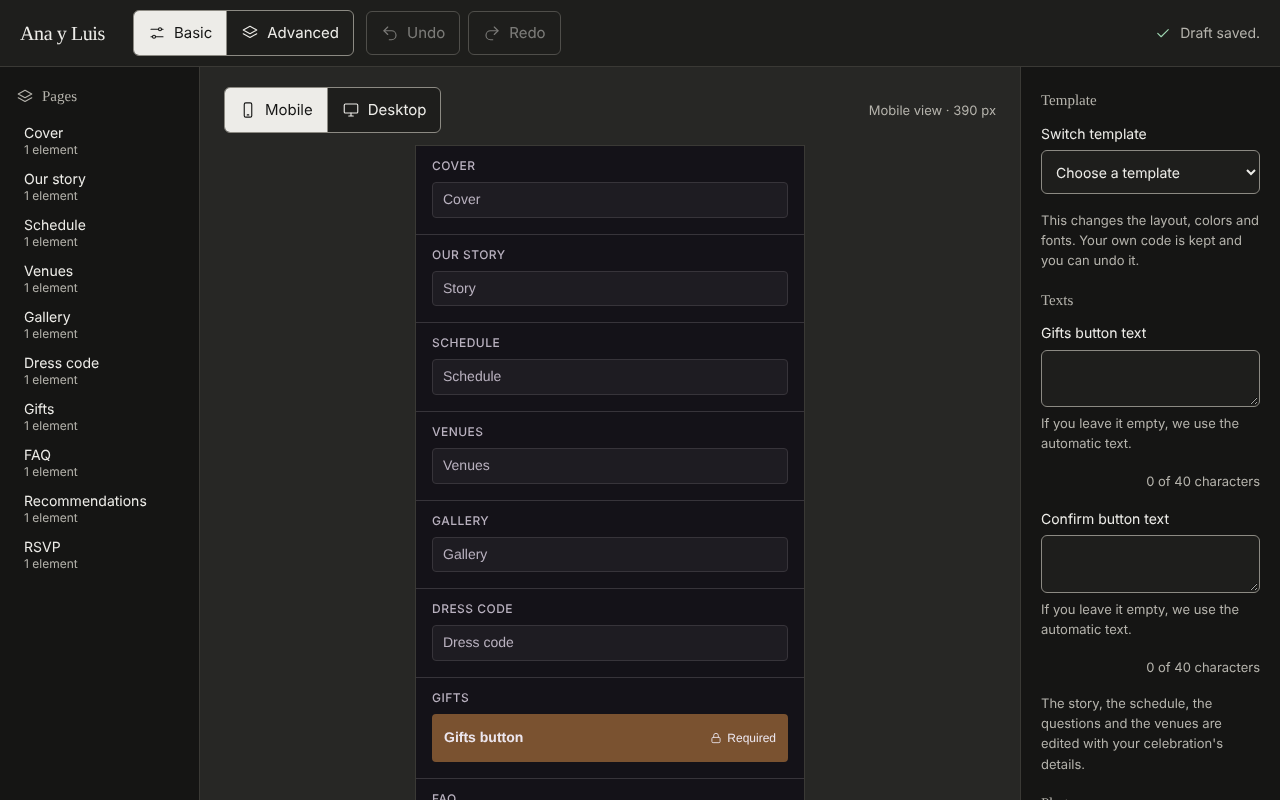 Ana y Luis
Basic
Advanced
Undo
Redo
Draft saved.
Pages
Cover
1 element
Our story
1 element
Schedule
1 element
Venues
1 element
Gallery
1 element
Dress code
1 element
Gifts
1 element
FAQ
1 element
Recommendations
1 element
RSVP
1 element
Mobile
Desktop
Mobile view · 390 px
COVER
Cover
OUR STORY
Story
SCHEDULE
Schedule
VENUES
Venues
GALLERY
Gallery
DRESS CODE
Dress code
GIFTS
Gifts button
Required
FAQ
Template
Switch template
Choose a template
This changes the layout, colors and
fonts. Your own code is kept and
you can undo it.
Texts
Gifts button text
If you leave it empty, we use the
automatic text.
0 of 40 characters
Confirm button text
If you leave it empty, we use the
automatic text.
0 of 40 characters
The story, the schedule, the
questions and the venues are
edited with your celebration's
details.